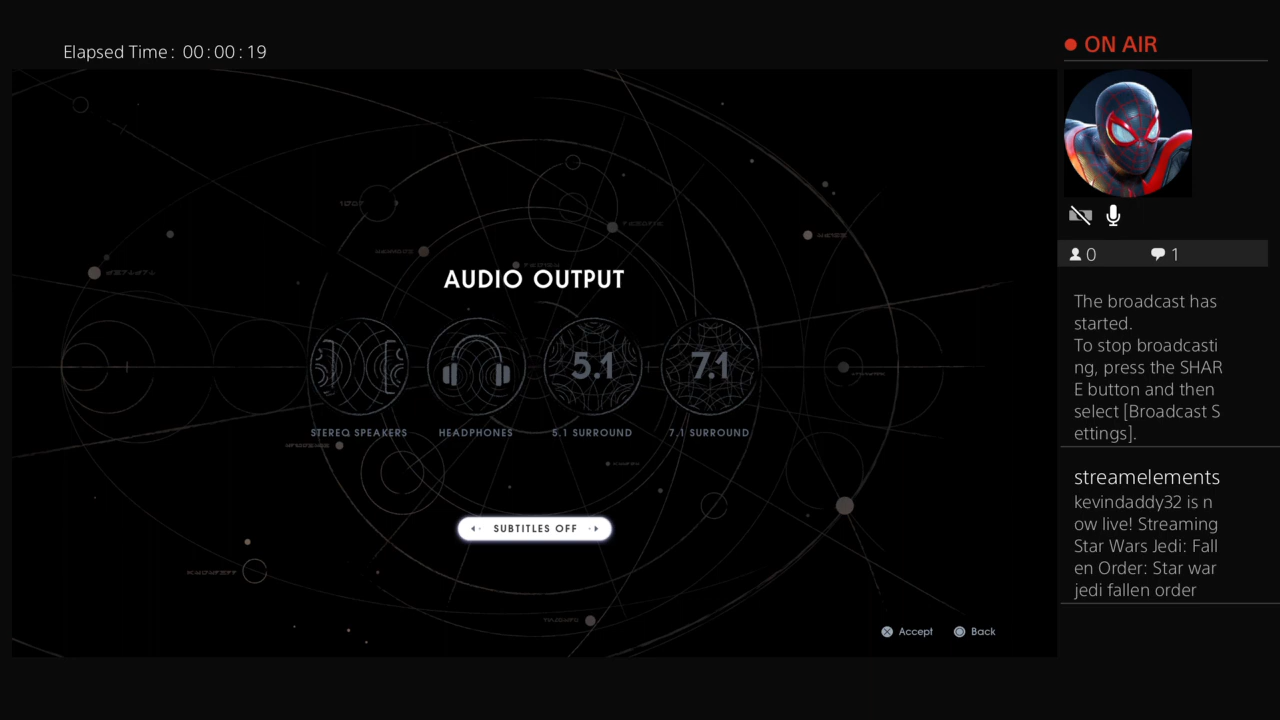 Elapsed Time: 00:00:19
ON AIR
0
1
AUDIO OUTPUT
5.1
7.1
STEREO SPEAKERS
HEADPHONES
5.1 SURROUND
7.1 SURROUND
SUBTITLES OFF
Accept
Back
The broadcast has
started.
To stop broadcasti
ng, press the SHAR
E button and then
select [Broadcast S
ettings].
streamelements
kevindaddy32 is n
ow live! Streaming
Star Wars Jedi: Fall
en Order: Star war
jedi fallen order